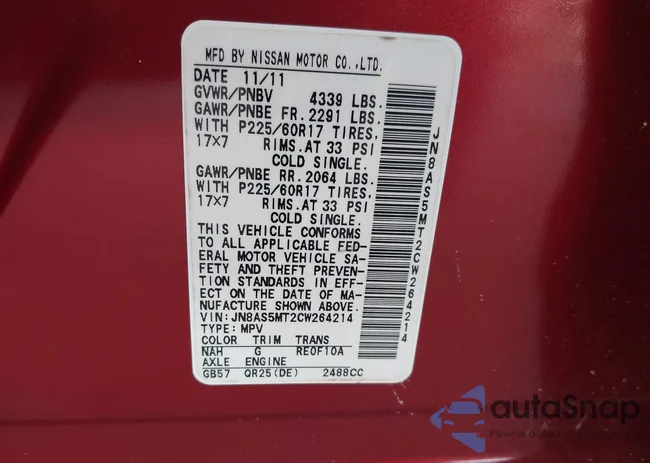 MFD BY NISSAN MOTOR CO.,LTD.
DATE 11/11
GVWR/PNBV 4339 LBS.
GAWR/PNBE FR. 2291 LBS.
WITH P225/60R17 TIRES,
17×7 RIMS. AT 33 PSI
COLD SINGLE.
GAWR/PNBE RR. 2064 LBS.
WITH P225/60R17 TIRES,
17×7 RIMS. AT 33 PSI
COLD SINGLE.
THIS VEHICLE CONFORMS
TO ALL APPLICABLE FED-
ERAL MOTOR VEHICLE SA-
FETY AND THEFT PREVEN-
TION STANDARDS IN EFF-
ECT ON THE DATE OF MA-
NUFACTURE SHOWN ABOVE.
VIN:JN8AS5MT2CW264214
TYPE: MPV
COLOR TRIM TRANS
NAH G RE0F10A
AXLE ENGINE
GB57 QR25(DE) 2488CC
JN8AS5MT2CW264214
autoSnap